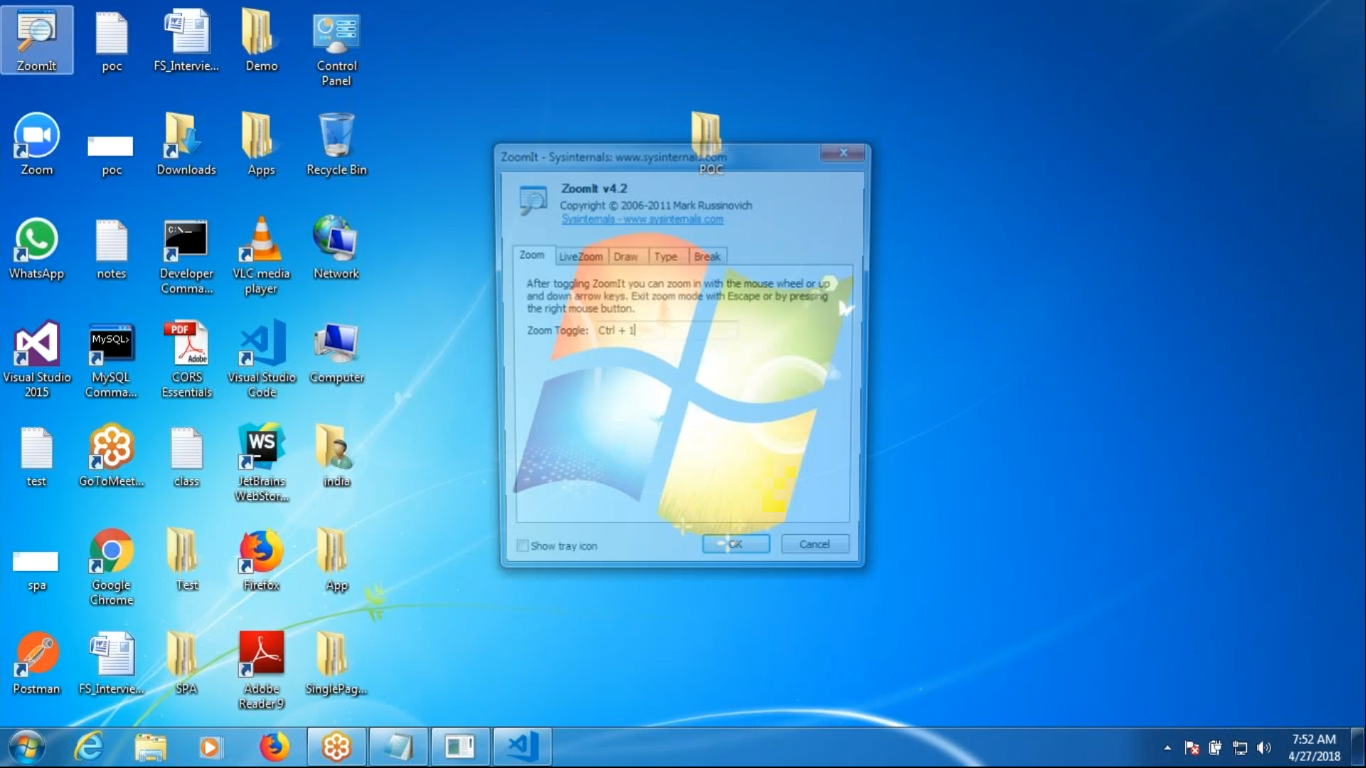 ZoomIt
poc
FS_Intervie...
Demo
Control
Panel
Zoom
poc
Downloads
Apps
Recycle Bin
POC
WhatsApp
notes
C:\
Developer
Comma...
VLC media
player
Network
Visual Studio
2015
MySQL>
MySQL
Comma...
PDF
Adobe
CORS
Essentials
Visual Studio
Code
Computer
test
GoToMeet...
class
WS
JetBrains
WebStor...
india
spa
Google
Chrome
Test
Firefox
App
Postman
FS_Intervie...
SPA
Adobe
Reader 9
SinglePag...
ZoomIt - Sysinternals: www.sysinternals.com
ZoomIt v4.2
Copyright © 2006-2011 Mark Russinovich
Sysinternals - www.sysinternals.com
Zoom LiveZoom Draw Type Break
After toggling ZoomIt you can zoom in with the mouse wheel or up
and down arrow keys. Exit zoom mode with Escape or by pressing
the right mouse button.
Zoom Toggle: Ctrl + 1
Show tray icon OK Cancel
7:52 AM
4/27/2018